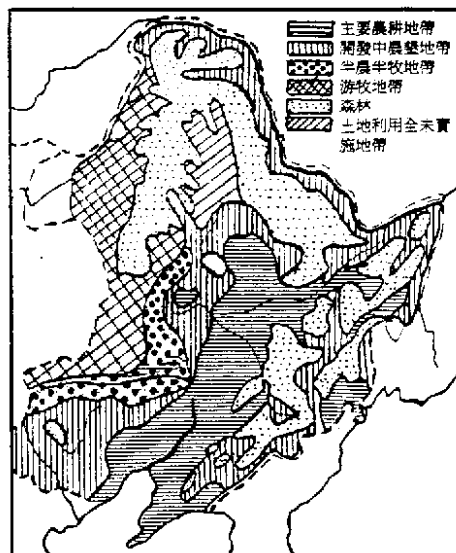 主要農耕地帶
開發中農墾地帶
半農半牧地帶
游牧地帶
森林
土地利用全未實
施地帶